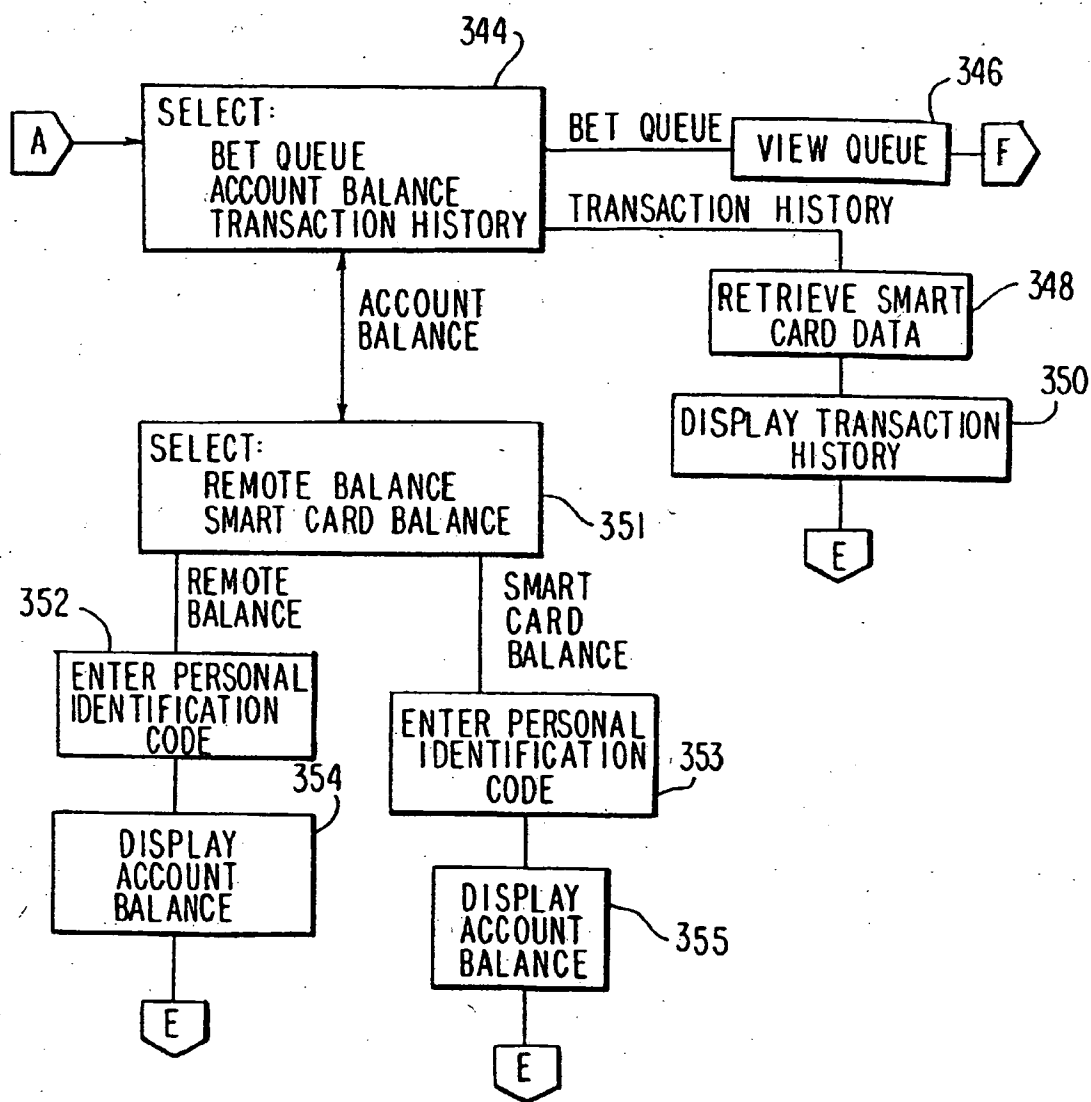 344
346
A
SELECT:
BET QUEUE
ACCOUNT BALANCE
TRANSACTION HISTORY
BET QUEUE
VIEW QUEUE
F
TRANSACTION HISTORY
348
RETRIEVE SMART
CARD DATA
350
DISPLAY TRANSACTION
HISTORY
E
ACCOUNT
BALANCE
SELECT:
REMOTE BALANCE
SMART CARD BALANCE
351
REMOTE
BALANCE
352
ENTER PERSONAL
IDENTIFICATION
CODE
354
DISPLAY
ACCOUNT
BALANCE
E
SMART
CARD
BALANCE
ENTER PERSONAL
IDENTIFICATION
CODE
353
DISPLAY
ACCOUNT
BALANCE
355
E